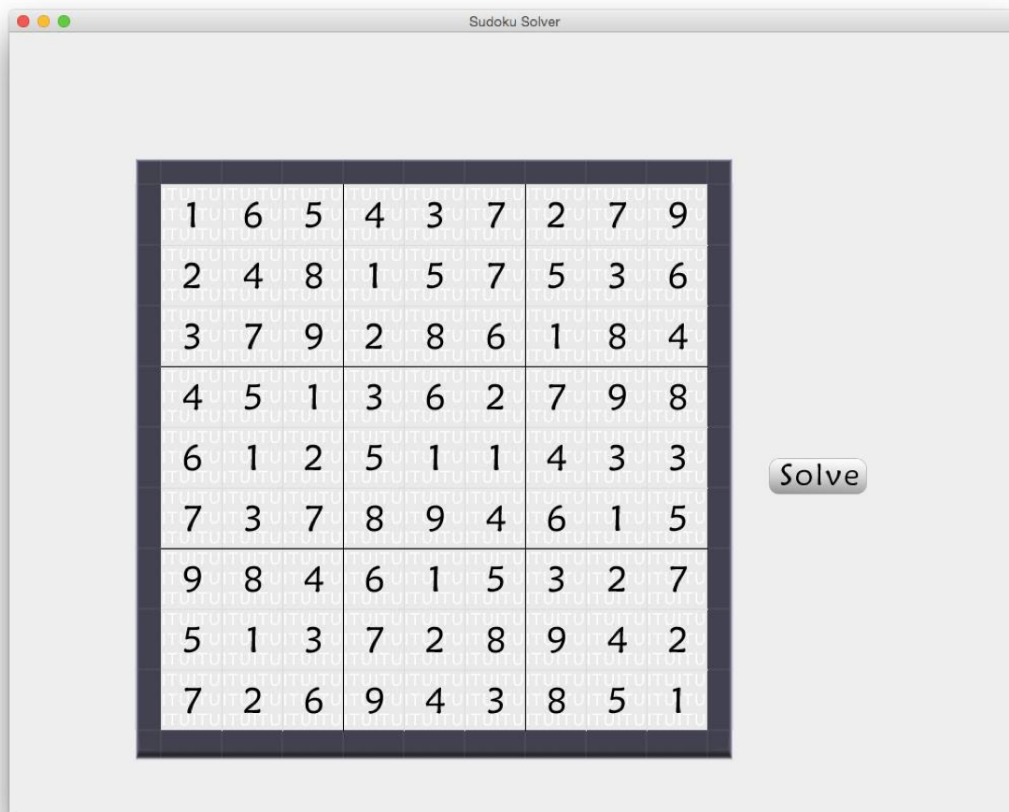 Sudoku Solver
1 6 5 4 3 7 2 7 9
2 4 8 1 5 7 5 3 6
3 7 9 2 8 6 1 8 4
4 5 1 3 6 2 7 9 8
6 1 2 5 1 1 4 3 3
Solve
7 3 7 8 9 4 6 1 5
9 8 4 6 1 5 3 2 7
5 1 3 7 2 8 9 4 2
7 2 6 9 4 3 8 5 1